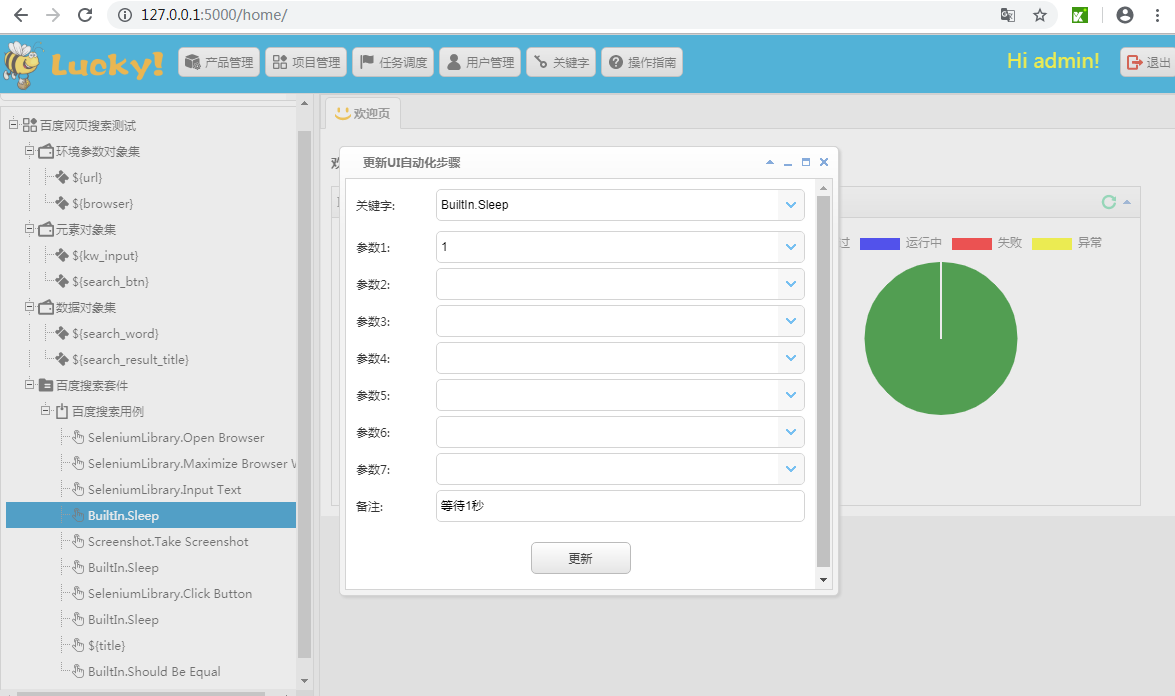 127.0.0.1:5000/home/
Lucky!
产品管理
项目管理
任务调度
用户管理
关键字
操作指南
Hi admin!
退出
百度网页搜索测试
环境参数对象集
${url}
${browser}
元素对象集
${kw_input}
${search_btn}
数据对象集
${search_word}
${search_result_title}
百度搜索套件
百度搜索用例
SeleniumLibrary.Open Browser
SeleniumLibrary.Maximize Browser
SeleniumLibrary.Input Text
BuiltIn.Sleep
Screenshot.Take Screenshot
BuiltIn.Sleep
SeleniumLibrary.Click Button
BuiltIn.Sleep
${title}
BuiltIn.Should Be Equal
欢迎页
更新UI自动化步骤
关键字:
BuiltIn.Sleep
参数1:
1
参数2:
参数3:
参数4:
参数5:
参数6:
参数7:
备注:
等待1秒
更新
过
运行中
失败
异常